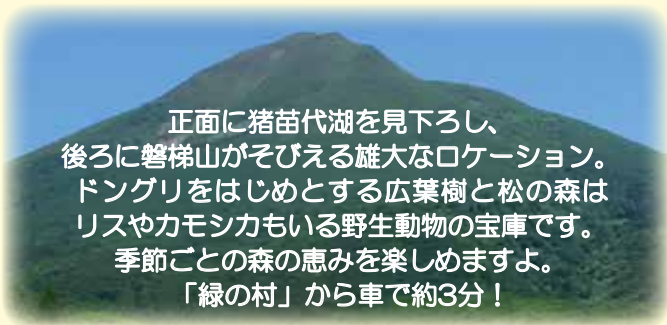 正面に猪苗代湖を見下ろし、
後ろに磐梯山がそびえる雄大なロケーション。
ドングリをはじめとする広葉樹と松の森は
リスやカモシカもいる野生動物の宝庫です。
季節ごとの森の恵みを楽しめますよ。
「緑の村」から車で約3分！